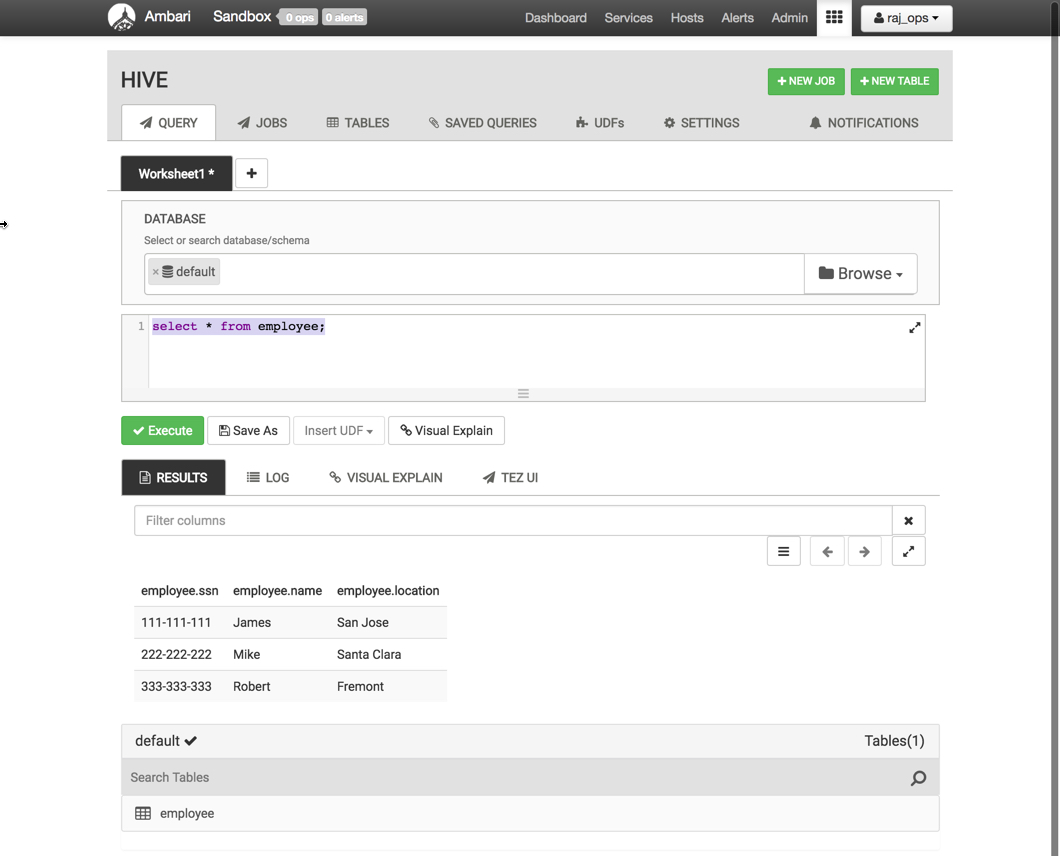 Ambari Sandbox 0 ops 0 alerts Dashboard Services Hosts Alerts Admin raj_ops
HIVE
NEW JOB NEW TABLE
QUERY JOBS TABLES SAVED QUERIES UDFs SETTINGS NOTIFICATIONS
Worksheet1 * +
DATABASE
Select or search database/schema
× default Browse
1 select * from employee;
Execute Save As Insert UDF Visual Explain
RESULTS LOG VISUAL EXPLAIN TEZ UI
Filter columns
employee.ssn employee.name employee.location
111-111-111 James San Jose
222-222-222 Mike Santa Clara
333-333-333 Robert Fremont
default Tables(1)
Search Tables
employee